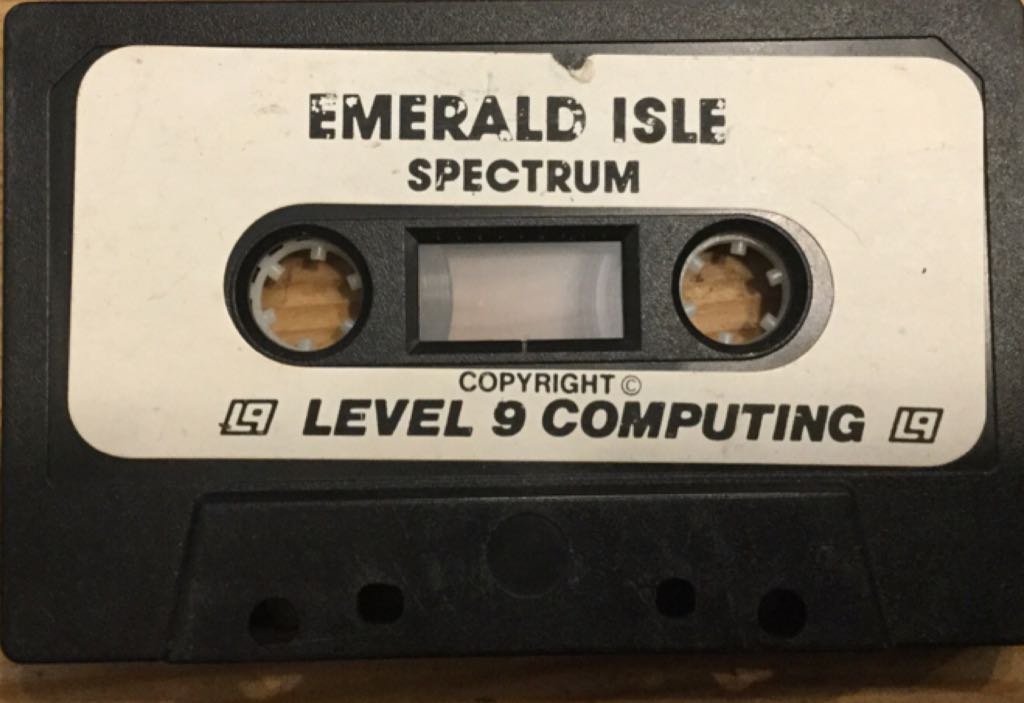 EMERALD ISLE
SPECTRUM
COPYRIGHT ©
L9 LEVEL 9 COMPUTING L9